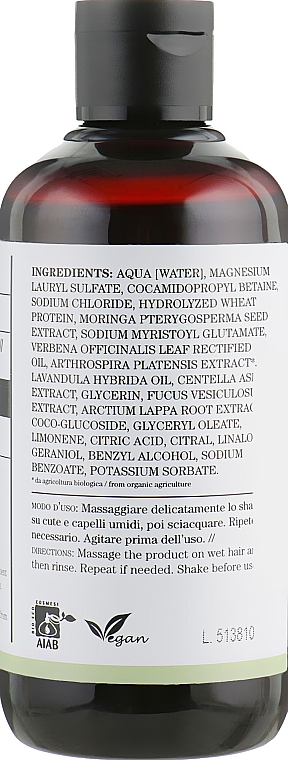 INGREDIENTS: AQUA [WATER], MAGNESIUM
LAURYL SULFATE, COCAMIDOPROPYL BETAINE,
SODIUM CHLORIDE, HYDROLYZED WHEAT
PROTEIN, MORINGA PTERYGOSPERMA SEED
EXTRACT, SODIUM MYRISTOYL GLUTAMATE,
VERBENA OFFICINALIS LEAF RECTIFIED
OIL, ARTHROSPIRA PLATENSIS EXTRACT*,
LAVANDULA HYBRIDA OIL, CENTELLA ASI
EXTRACT, GLYCERIN, FUCUS VESICULOS
EXTRACT, ARCTIUM LAPPA ROOT EXTRAC
COCO-GLUCOSIDE, GLYCERYL OLEATE,
LIMONENE, CITRIC ACID, CITRAL, LINALO
GERANIOL, BENZYL ALCOHOL, SODIUM
BENZOATE, POTASSIUM SORBATE.
* da agricoltura biologica / from organic agriculture
MODO D'USO: Massaggiare delicatamente lo sha
su cute e capelli umidi, poi sciacquare. Ripete
necessario. Agitare prima dell'uso. //
DIRECTIONS: Massage the product on wet hair a
then rinse. Repeat if needed. Shake before us
BIO ECO COSMESI
AIAB
Vegan
L. 513810